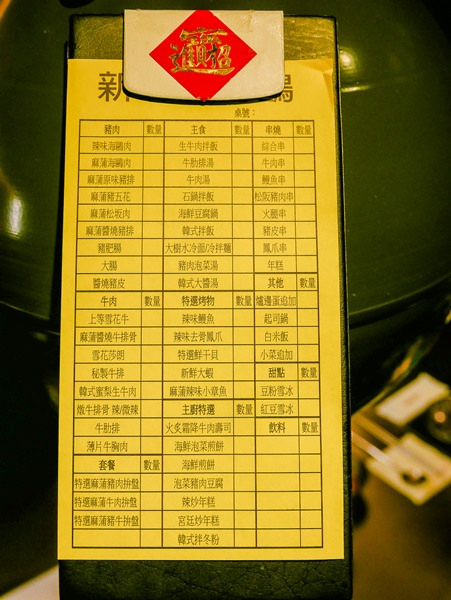 招財進寶
新
鵝
桌號：
豬肉 數量 主食 數量 串燒 數量
辣味海鷗肉 生牛肉拌飯 綜合串
麻蒲海鷗肉 牛肋排湯 牛肉串
麻蒲原味豬排 牛肉湯 鰻魚串
麻蒲豬五花 石鍋拌飯 松阪豬肉串
麻蒲松坂肉 海鮮豆腐鍋 火腿串
麻蒲醬燒豬排 韓式拌飯 豬皮串
豬肥腸 大樹水冷面/冷拌麵 鳳爪串
大腸 豬肉泡菜湯 年糕
醬燒豬皮 韓式大醬湯 其他 數量
牛肉 數量 特選烤物 數量 爐邊蛋追加
上等雪花牛 辣味鰻魚 起司鍋
麻蒲醬燒牛排骨 辣味去骨鳳爪 白米飯
雪花莎朗 特選鮮干貝 小菜追加
秘製牛排 新鮮大蝦 甜點 數量
韓式蜜梨生牛肉 麻蒲辣味小章魚 豆粉雪冰
燉牛排骨 辣/微辣 主廚特選 數量 紅豆雪冰
牛肋排 火炙霜降牛肉壽司 飲料 數量
薄片牛胸肉 海鮮泡菜煎餅
套餐 數量 海鮮煎餅
特選麻蒲豬肉拚盤 泡菜豬肉豆腐
特選麻蒲牛肉拚盤 辣炒年糕
特選麻蒲豬牛拚盤 宮廷炒年糕
韓式拌冬粉